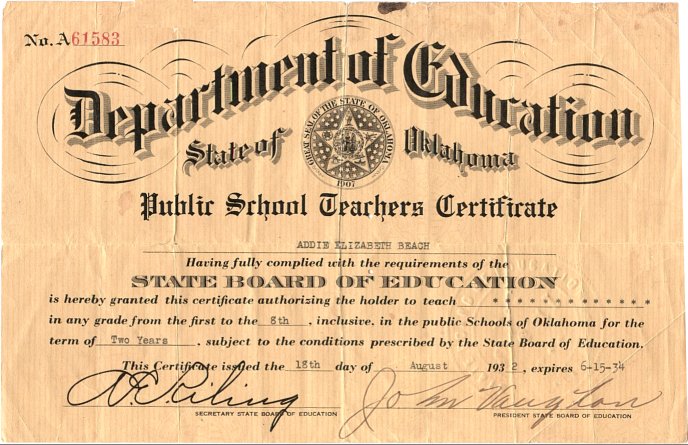 No. A61583
Department of Education
State of Oklahoma
GREAT SEAL OF THE STATE OF OKLAHOMA
1907
Public School Teachers Certificate
ADDIE ELIZABETH BEACH
Having fully complied with the requirements of the
STATE BOARD OF EDUCATION
is hereby granted this certificate authorizing the holder to teach * * * * * * * * * * * * *
in any grade from the first to the 8th, inclusive, in the public Schools of Oklahoma for the
term of Two Years, subject to the conditions prescribed by the State Board of Education.
This Certificate issued the 18th day of August 1932, expires 6-15-34
John Vaughan
SECRETARY STATE BOARD OF EDUCATION
PRESIDENT STATE BOARD OF EDUCATION